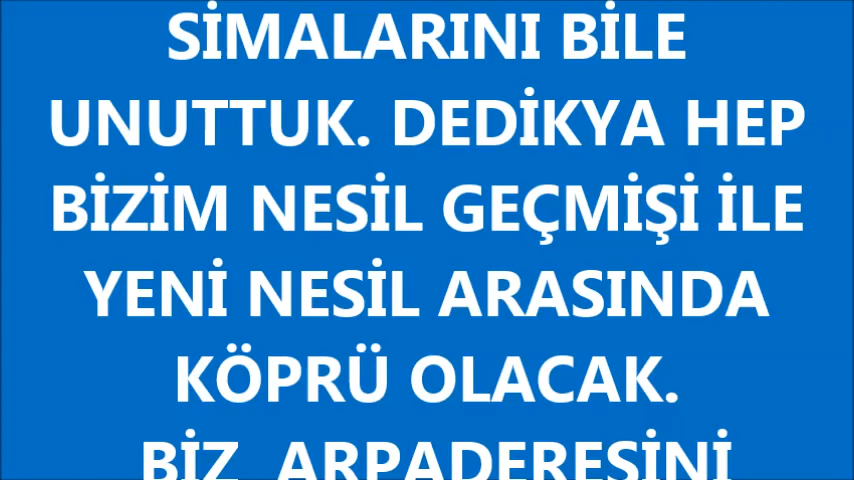 SİMALARINI BİLE
UNUTTUK. DEDİKYA HEP
BİZİM NESİL GEÇMİŞİ İLE
YENİ NESİL ARASINDA
KÖPRÜ OLACAK.
BİZ ARPADERESİNİ